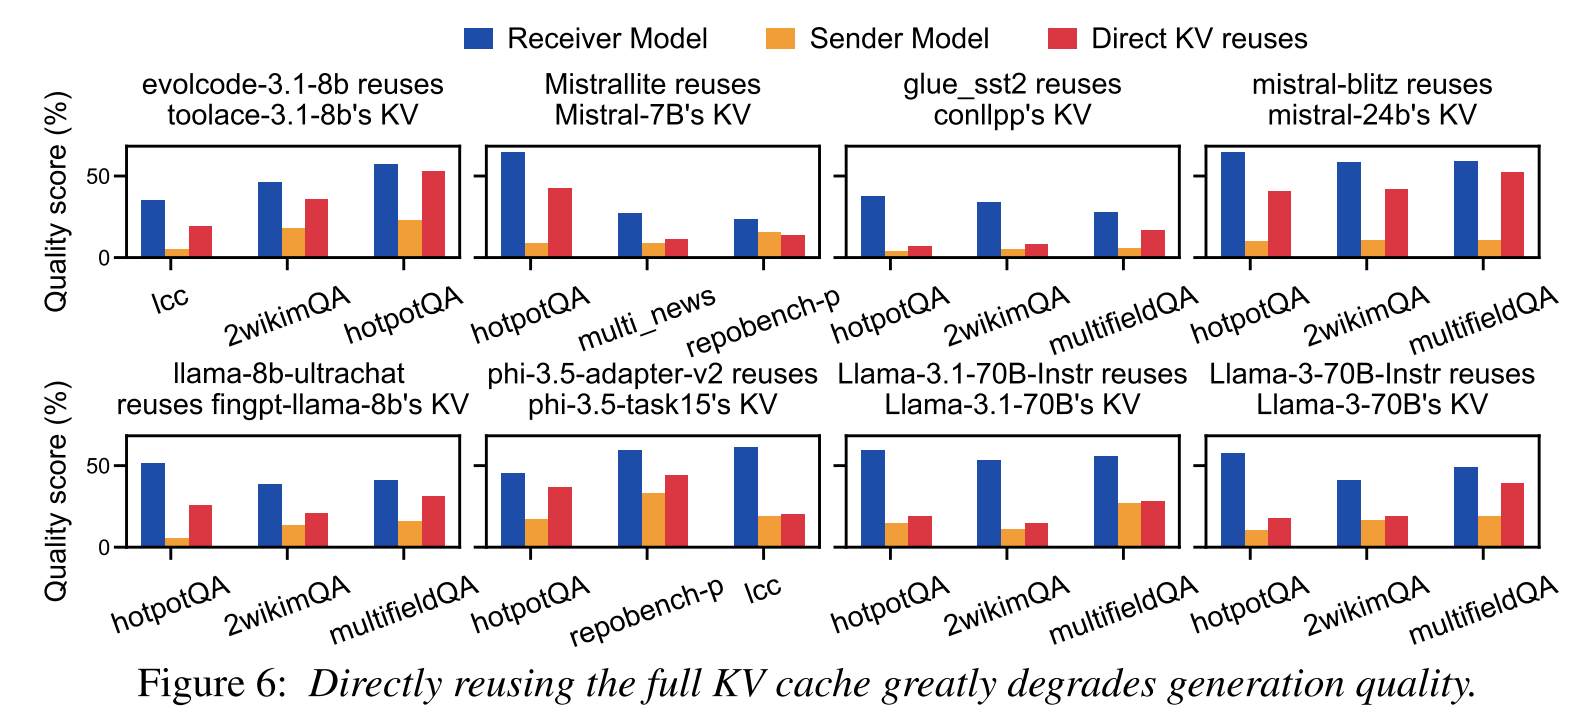 Receiver Model Sender Model Direct KV reuses
evolcode-3.1-8b reuses
toolace-3.1-8b's KV
Mistrallite reuses
Mistral-7B's KV
glue_sst2 reuses
conllpp's KV
mistral-blitz reuses
mistral-24b's KV
Quality score (%)
50
0
lcc 2wikimQA hotpotQA
hotpotQA multi_news repobench-p
hotpotQA 2wikimQA multifieldQA
hotpotQA 2wikimQA multifieldQA
llama-8b-ultrachat
reuses fingpt-llama-8b's KV
phi-3.5-adapter-v2 reuses
phi-3.5-task15's KV
Llama-3.1-70B-Instr reuses
Llama-3.1-70B's KV
Llama-3-70B-Instr reuses
Llama-3-70B's KV
Quality score (%)
50
0
hotpotQA 2wikimQA multifieldQA
hotpotQA repobench-p lcc
hotpotQA 2wikimQA multifieldQA
hotpotQA 2wikimQA multifieldQA
Figure 6: Directly reusing the full KV cache greatly degrades generation quality.